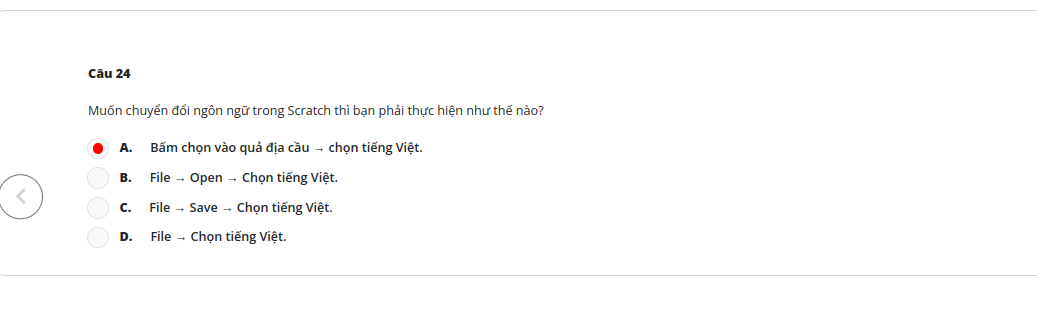 Câu 24
Muốn chuyển đổi ngôn ngữ trong Scratch thì bạn phải thực hiện như thế nào?
A. Bấm chọn vào quả địa cầu → chọn tiếng Việt.
B. File → Open → Chọn tiếng Việt.
C. File → Save → Chọn tiếng Việt.
D. File → Chọn tiếng Việt.